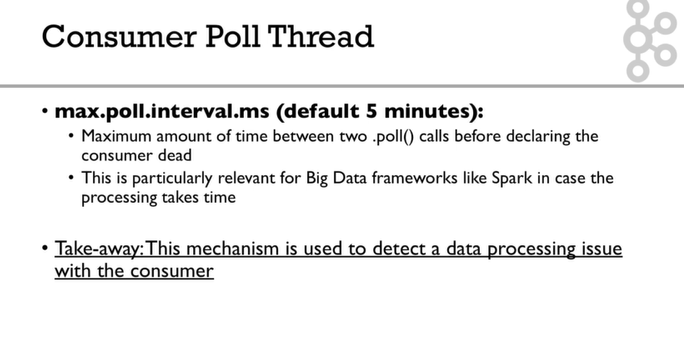 Consumer Poll Thread
• max.poll.interval.ms (default 5 minutes):
• Maximum amount of time between two .poll() calls before declaring the
consumer dead
• This is particularly relevant for Big Data frameworks like Spark in case the
processing takes time
• Take-away: This mechanism is used to detect a data processing issue
with the consumer